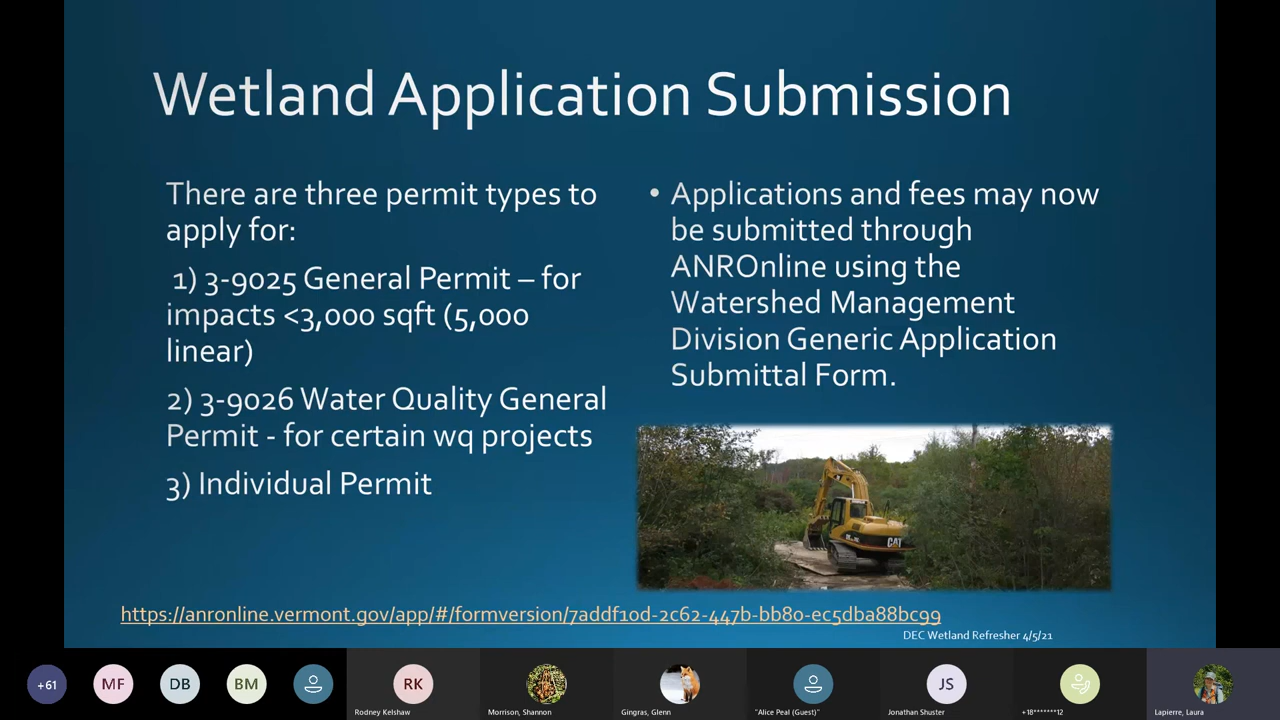 Wetland Application Submission
There are three permit types to
apply for:
1) 3-9025 General Permit – for
impacts <3,000 sqft (5,000
linear)
2) 3-9026 Water Quality General
Permit - for certain wq projects
3) Individual Permit
• Applications and fees may now
be submitted through
ANROnline using the
Watershed Management
Division Generic Application
Submittal Form.
CAT
https://anronline.vermont.gov/app/#/formversion/7addf10d-2c62-447b-bb80-ec5dba88bc99
DEC Wetland Refresher 4/5/21
+61
MF
DB
BM
RK
JS
Rodney Kelshaw
Morrison, Shannon
Gingras, Glenn
"Alice Peal (Guest)"
Jonathan Shuster
+18*******12
Lapierre, Laura